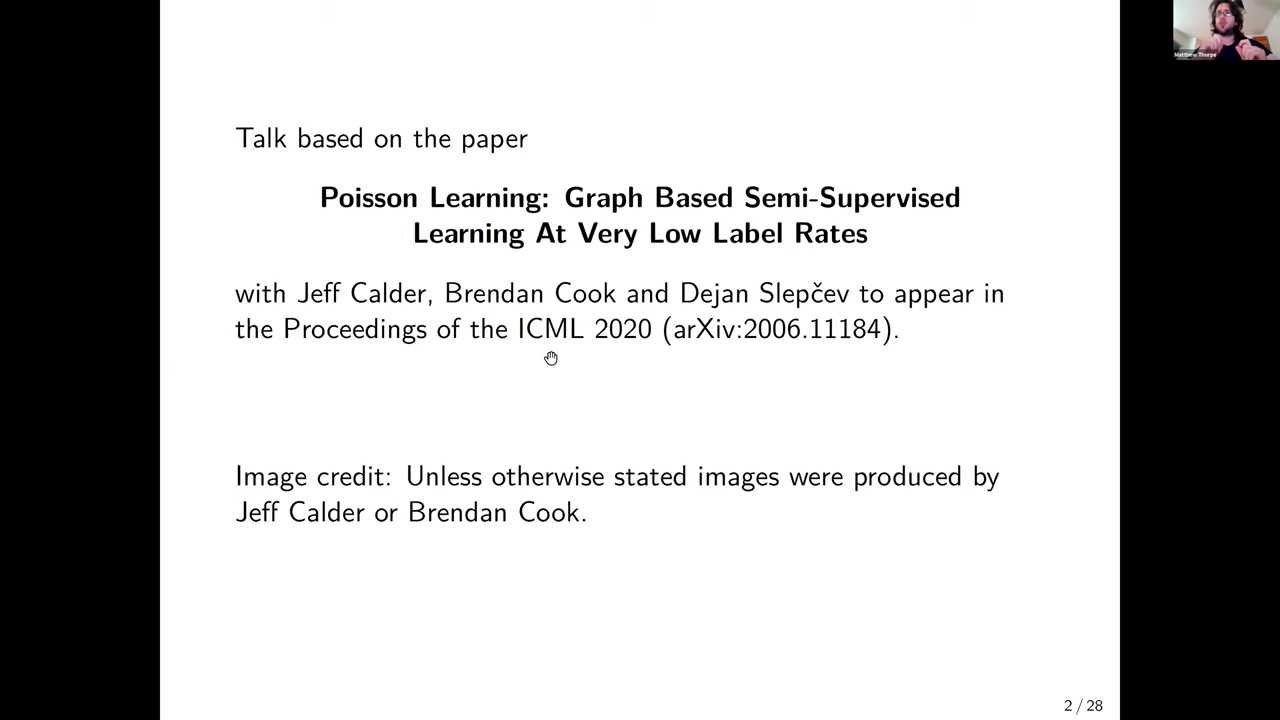 Matthew Thorpe
Talk based on the paper
Poisson Learning: Graph Based Semi-Supervised
Learning At Very Low Label Rates
with Jeff Calder, Brendan Cook and Dejan Slepčev to appear in
the Proceedings of the ICML 2020 (arXiv:2006.11184).
Image credit: Unless otherwise stated images were produced by
Jeff Calder or Brendan Cook.
2 / 28